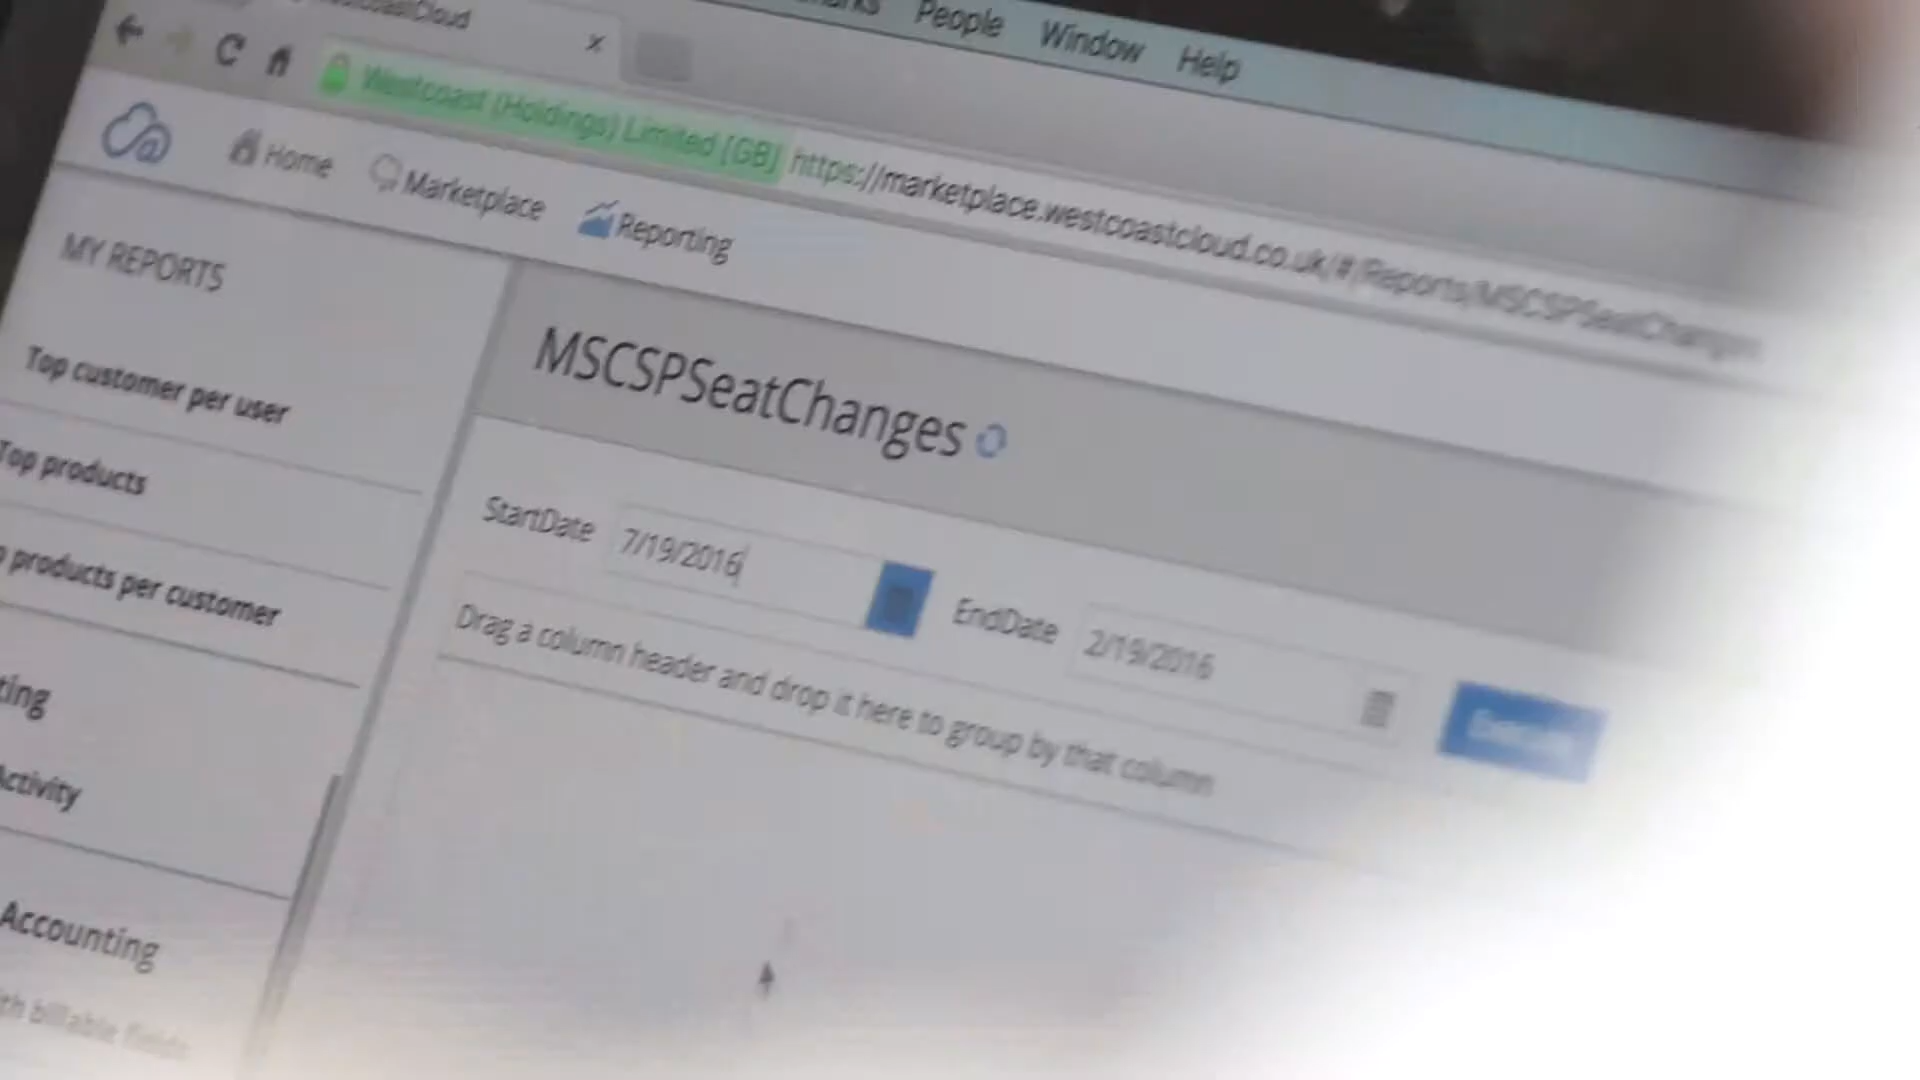 People Window Help
Westcoast (Holdings) Limited [GB] https://marketplace.westcoastcloud.co.uk/#/Reports/MSCSPSeatChanges
Home Marketplace Reporting
MY REPORTS
Top customer per user
Top products
products per customer
ting
Activity
Accounting
billable fields
MSCSPSeatChanges
StartDate 7/19/2016 EndDate 2/19/2016
Drag a column header and drop it here to group by that column